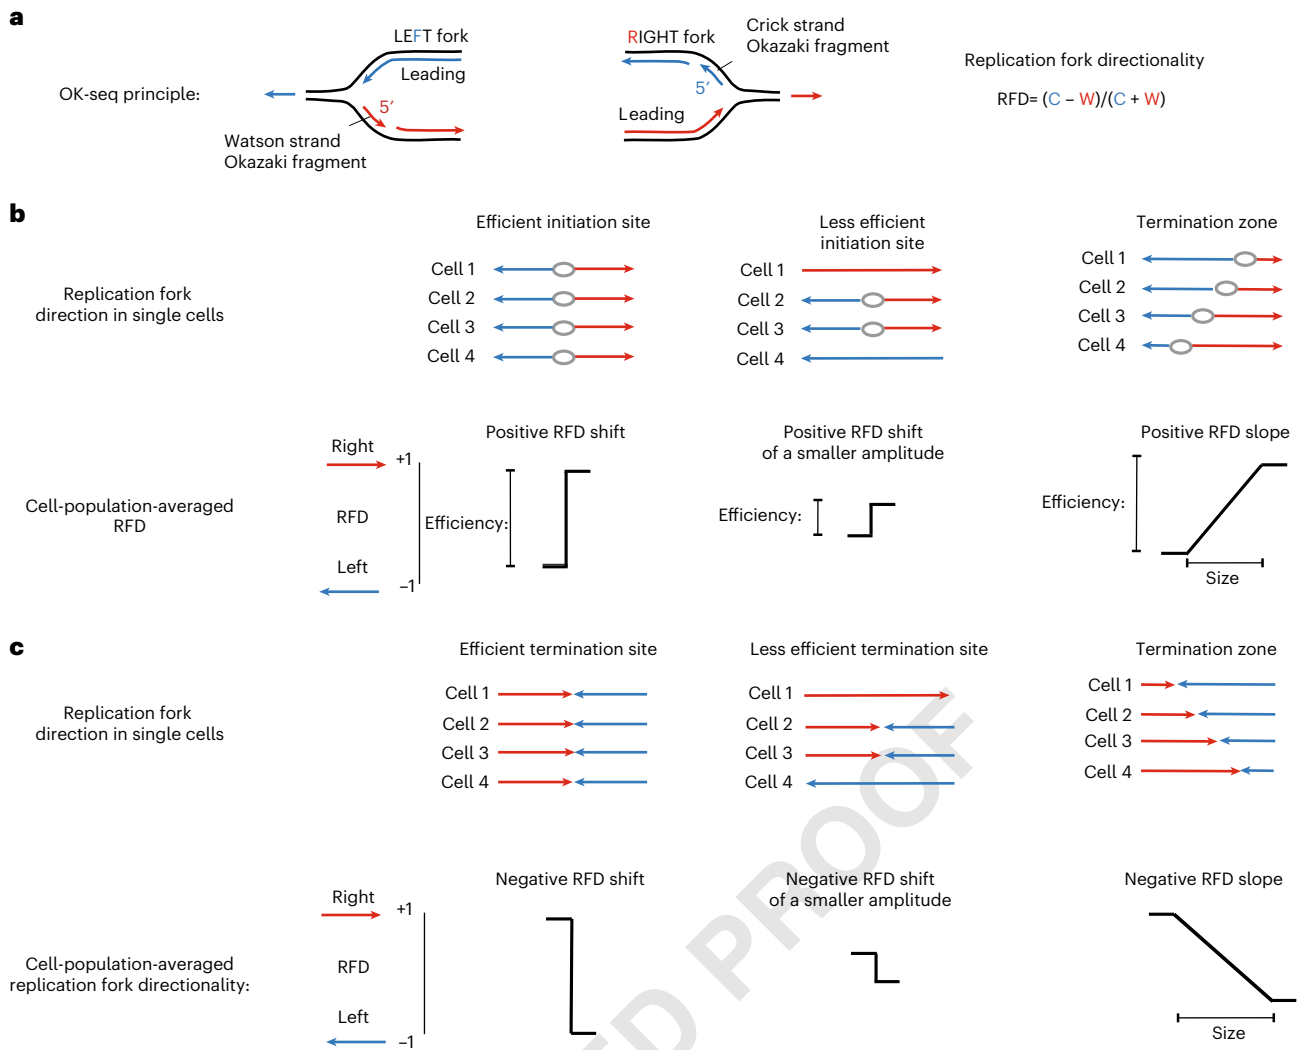 a
LEFT fork
RIGHT fork
Crick strand
Okazaki fragment
Replication fork directionality
Leading
OK-seq principle:
5′
5′
RFD= (C – W)/(C + W)
Leading
Watson strand
Okazaki fragment
b
Efficient initiation site
Less efficient
initiation site
Termination zone
Replication fork
direction in single cells
Cell 1
Cell 2
Cell 3
Cell 4
Cell 1
Cell 2
Cell 3
Cell 4
Cell 1
Cell 2
Cell 3
Cell 4
Positive RFD shift
Positive RFD shift
of a smaller amplitude
Positive RFD slope
Cell-population-averaged
RFD
Right
+1
RFD
Left
–1
Efficiency:
Efficiency:
Efficiency:
Size
c
Efficient termination site
Less efficient termination site
Termination zone
Replication fork
direction in single cells
Cell 1
Cell 2
Cell 3
Cell 4
Cell 1
Cell 2
Cell 3
Cell 4
Cell 1
Cell 2
Cell 3
Cell 4
Negative RFD shift
Negative RFD shift
of a smaller amplitude
Negative RFD slope
Cell-population-averaged
replication fork directionality:
Right
+1
RFD
Left
–1
Size
PROOF